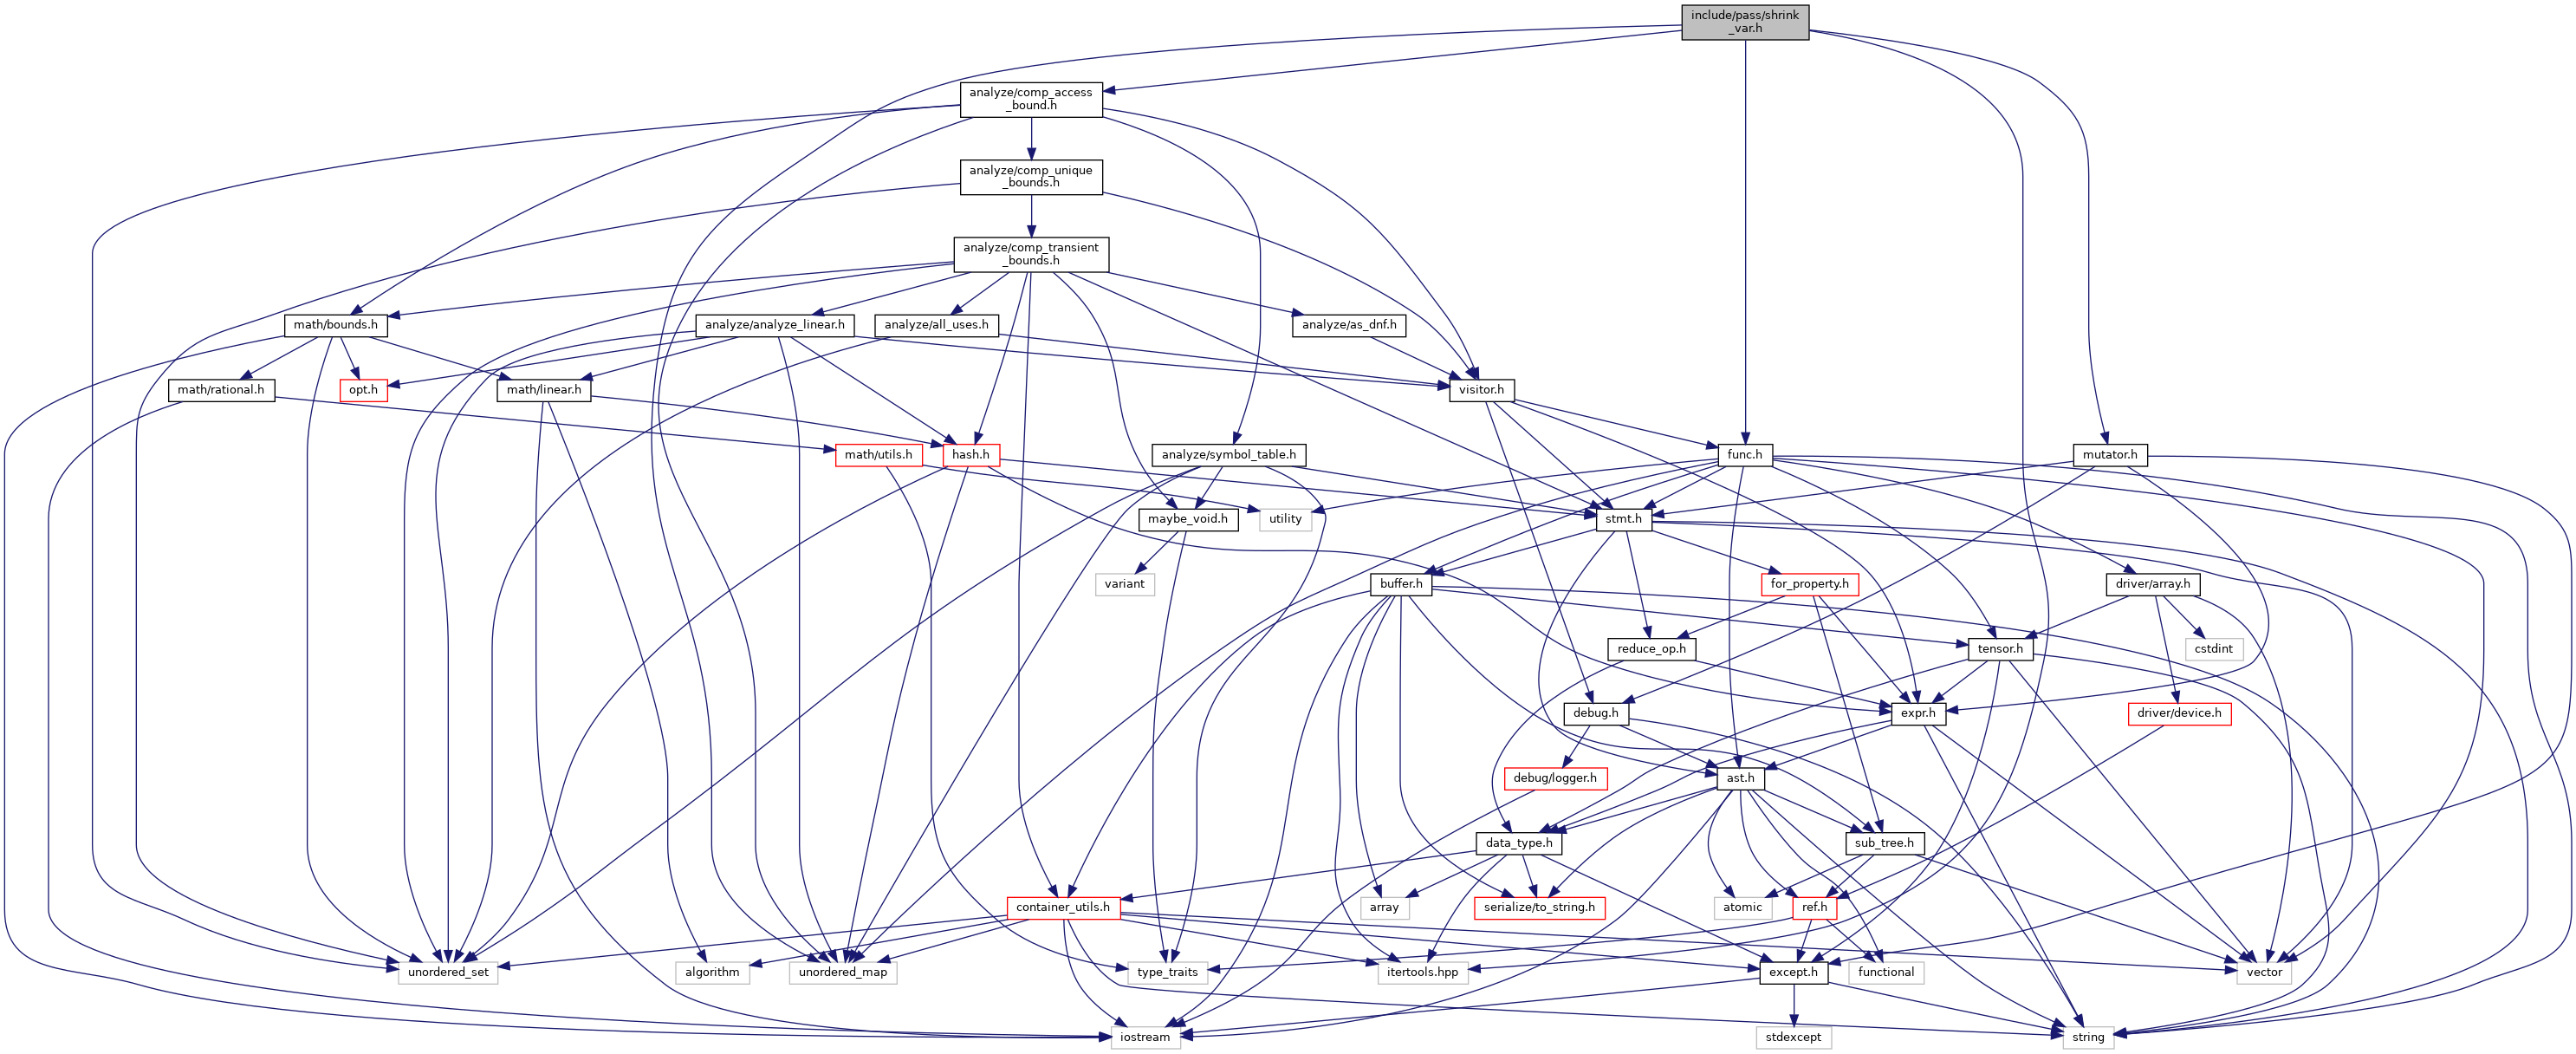 include/pass/shrink
_var.h
analyze/comp_access
_bound.h
analyze/comp_unique
_bounds.h
analyze/comp_transient
_bounds.h
math/bounds.h
analyze/analyze_linear.h
analyze/all_uses.h
analyze/as_dnf.h
math/rational.h
opt.h
math/linear.h
visitor.h
math/utils.h
hash.h
analyze/symbol_table.h
func.h
mutator.h
maybe_void.h
utility
stmt.h
variant
buffer.h
for_property.h
driver/array.h
reduce_op.h
tensor.h
cstdint
debug.h
expr.h
driver/device.h
debug/logger.h
ast.h
data_type.h
sub_tree.h
container_utils.h
array
serialize/to_string.h
atomic
ref.h
unordered_set
algorithm
unordered_map
type_traits
itertools.hpp
except.h
functional
vector
iostream
stdexcept
string